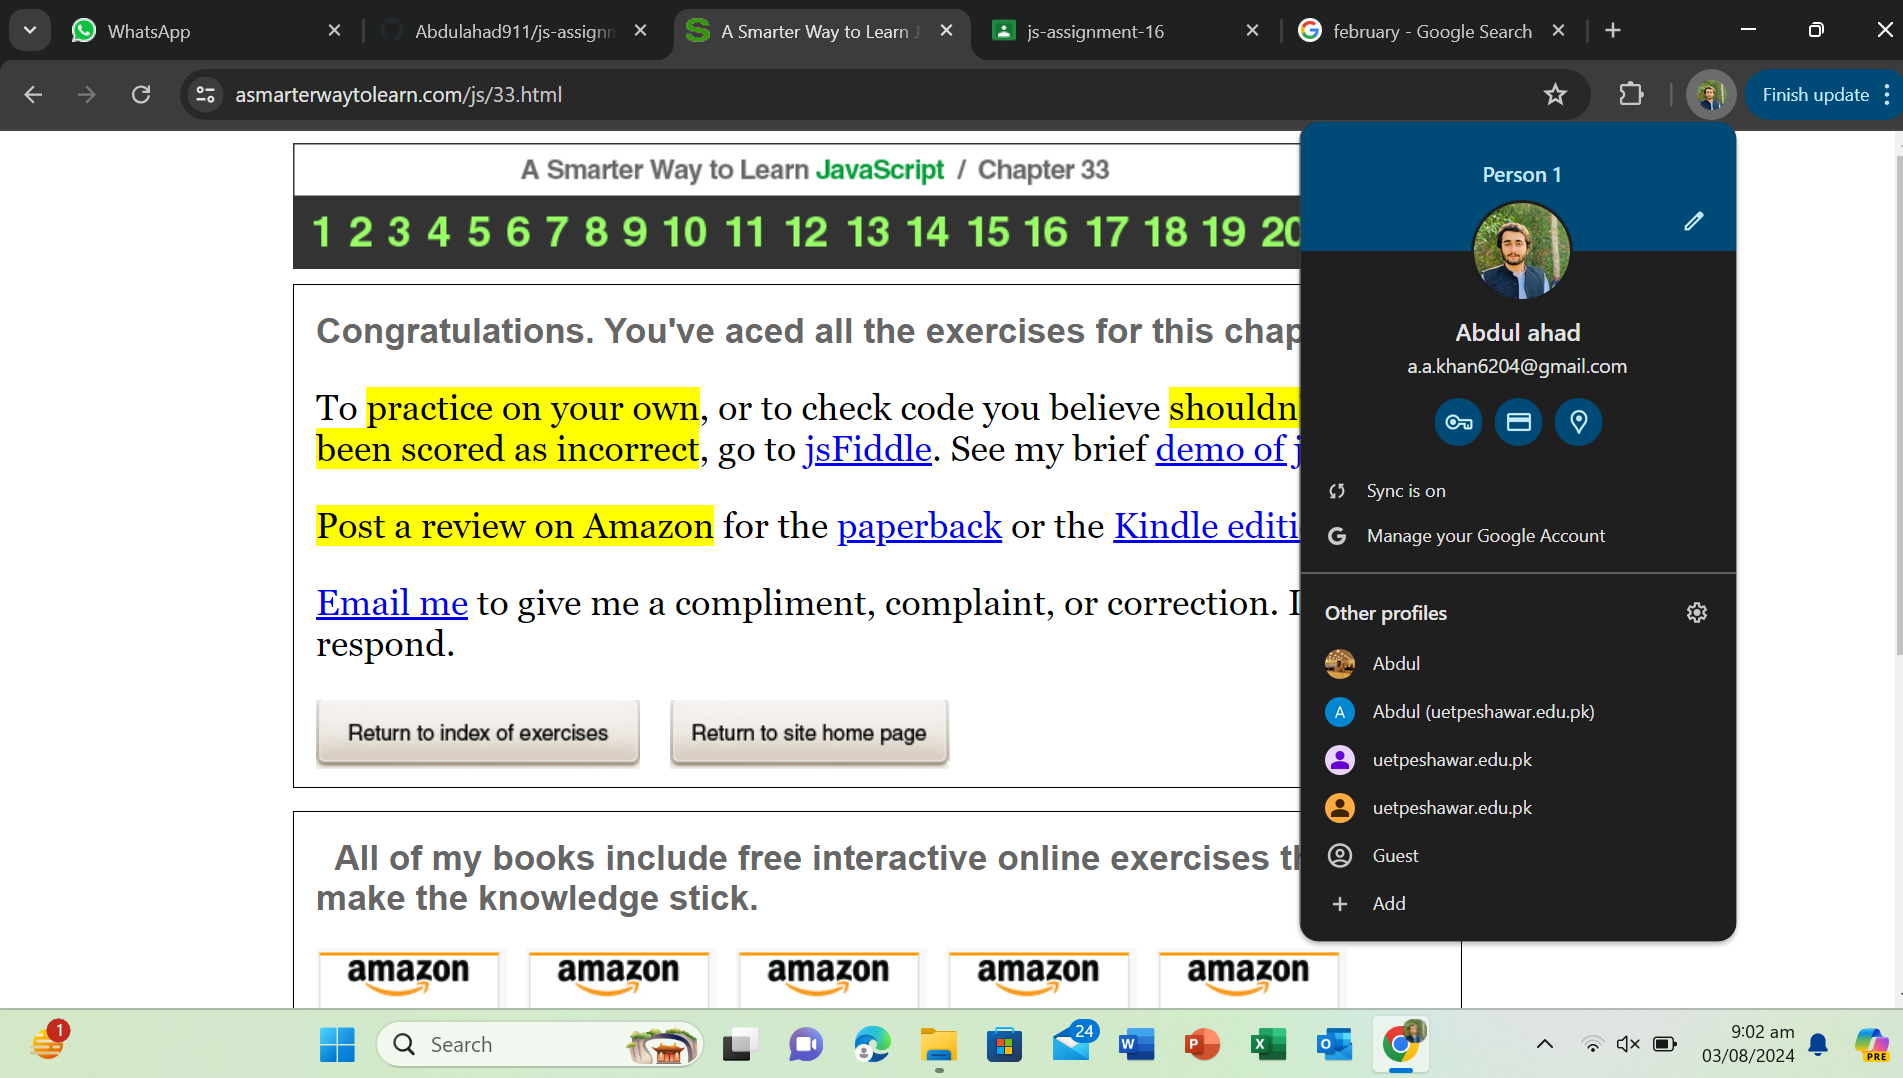 WhatsApp
Abdulahad911/js-assignn
A Smarter Way to Learn J
js-assignment-16
february - Google Search
asmarterwaytolearn.com/js/33.html
Finish update
A Smarter Way to Learn JavaScript / Chapter 33
1 2 3 4 5 6 7 8 9 10 11 12 13 14 15 16 17 18 19 20
Congratulations. You've aced all the exercises for this chap
To practice on your own, or to check code you believe shouldn'
been scored as incorrect, go to jsFiddle. See my brief demo of j
Post a review on Amazon for the paperback or the Kindle editi
Email me to give me a compliment, complaint, or correction. I
respond.
Return to index of exercises
Return to site home page
All of my books include free interactive online exercises th
make the knowledge stick.
amazon
amazon
amazon
amazon
amazon
Person 1
Abdul ahad
a.a.khan6204@gmail.com
Sync is on
G Manage your Google Account
Other profiles
Abdul
A Abdul (uetpeshawar.edu.pk)
uetpeshawar.edu.pk
uetpeshawar.edu.pk
Guest
+ Add
1
Search
24
W
P
X
O
9:02 am
03/08/2024
PRE